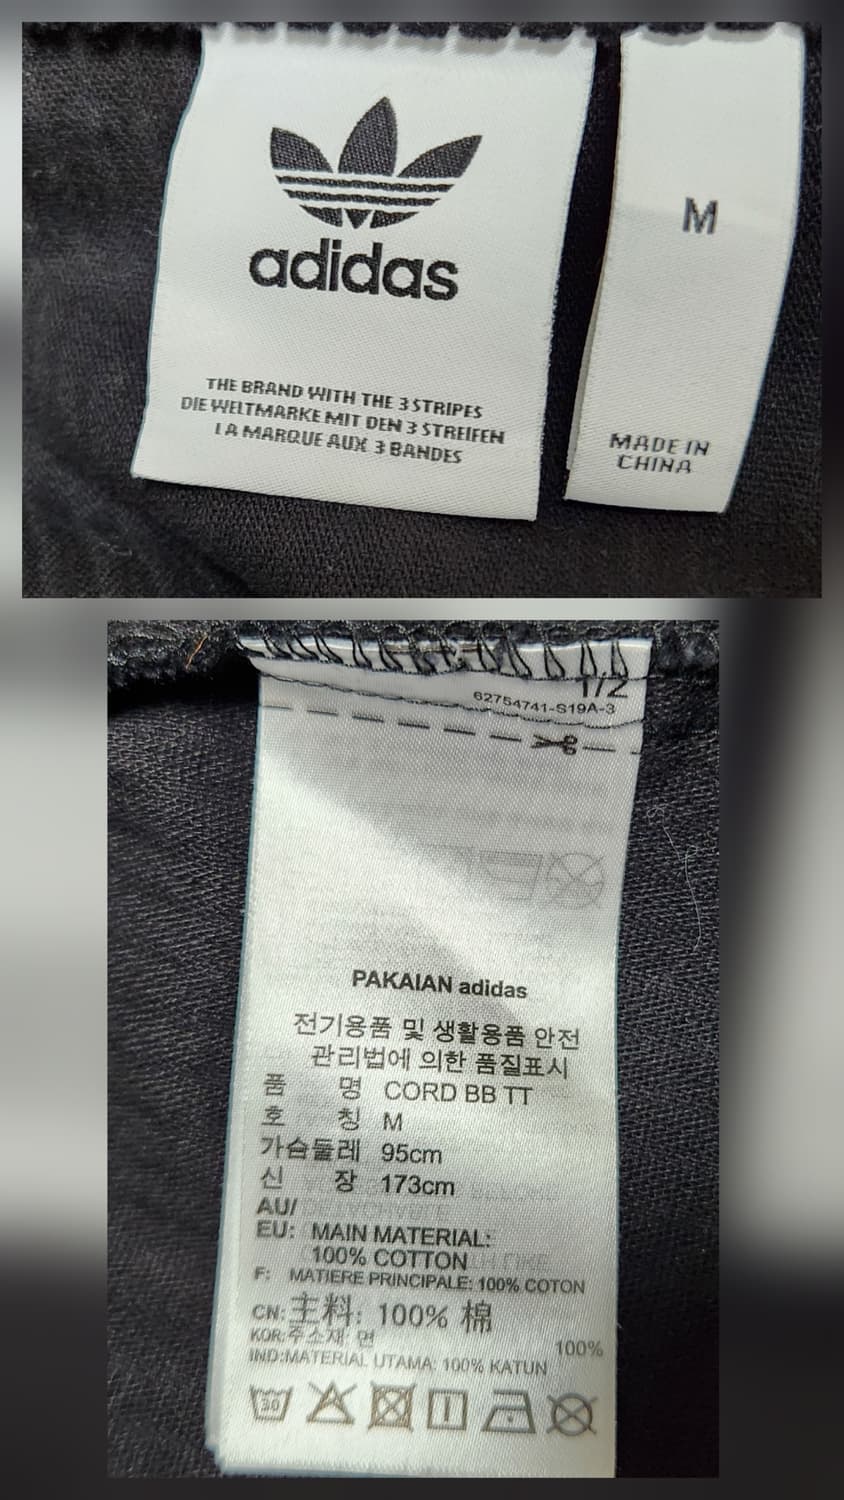 adidas
THE BRAND WITH THE 3 STRIPES
DIE WELTMARKE MIT DEN 3 STREIFEN
LA MARQUE AUX 3 BANDES
M
MADE IN
CHINA
1/2
62754741-S19A-3
PAKAIAN adidas
전기용품 및 생활용품 안전
관리법에 의한 품질표시
품 명 CORD BB TT
호 칭 M
가슴둘레 95cm
신 장 173cm
AU/
EU: MAIN MATERIAL:
100% COTTON
F: MATIERE PRINCIPALE: 100% COTON
CN: 主料: 100% 棉
KOR:주소재: 면 100%
IND:MATERIAL UTAMA: 100% KATUN
30